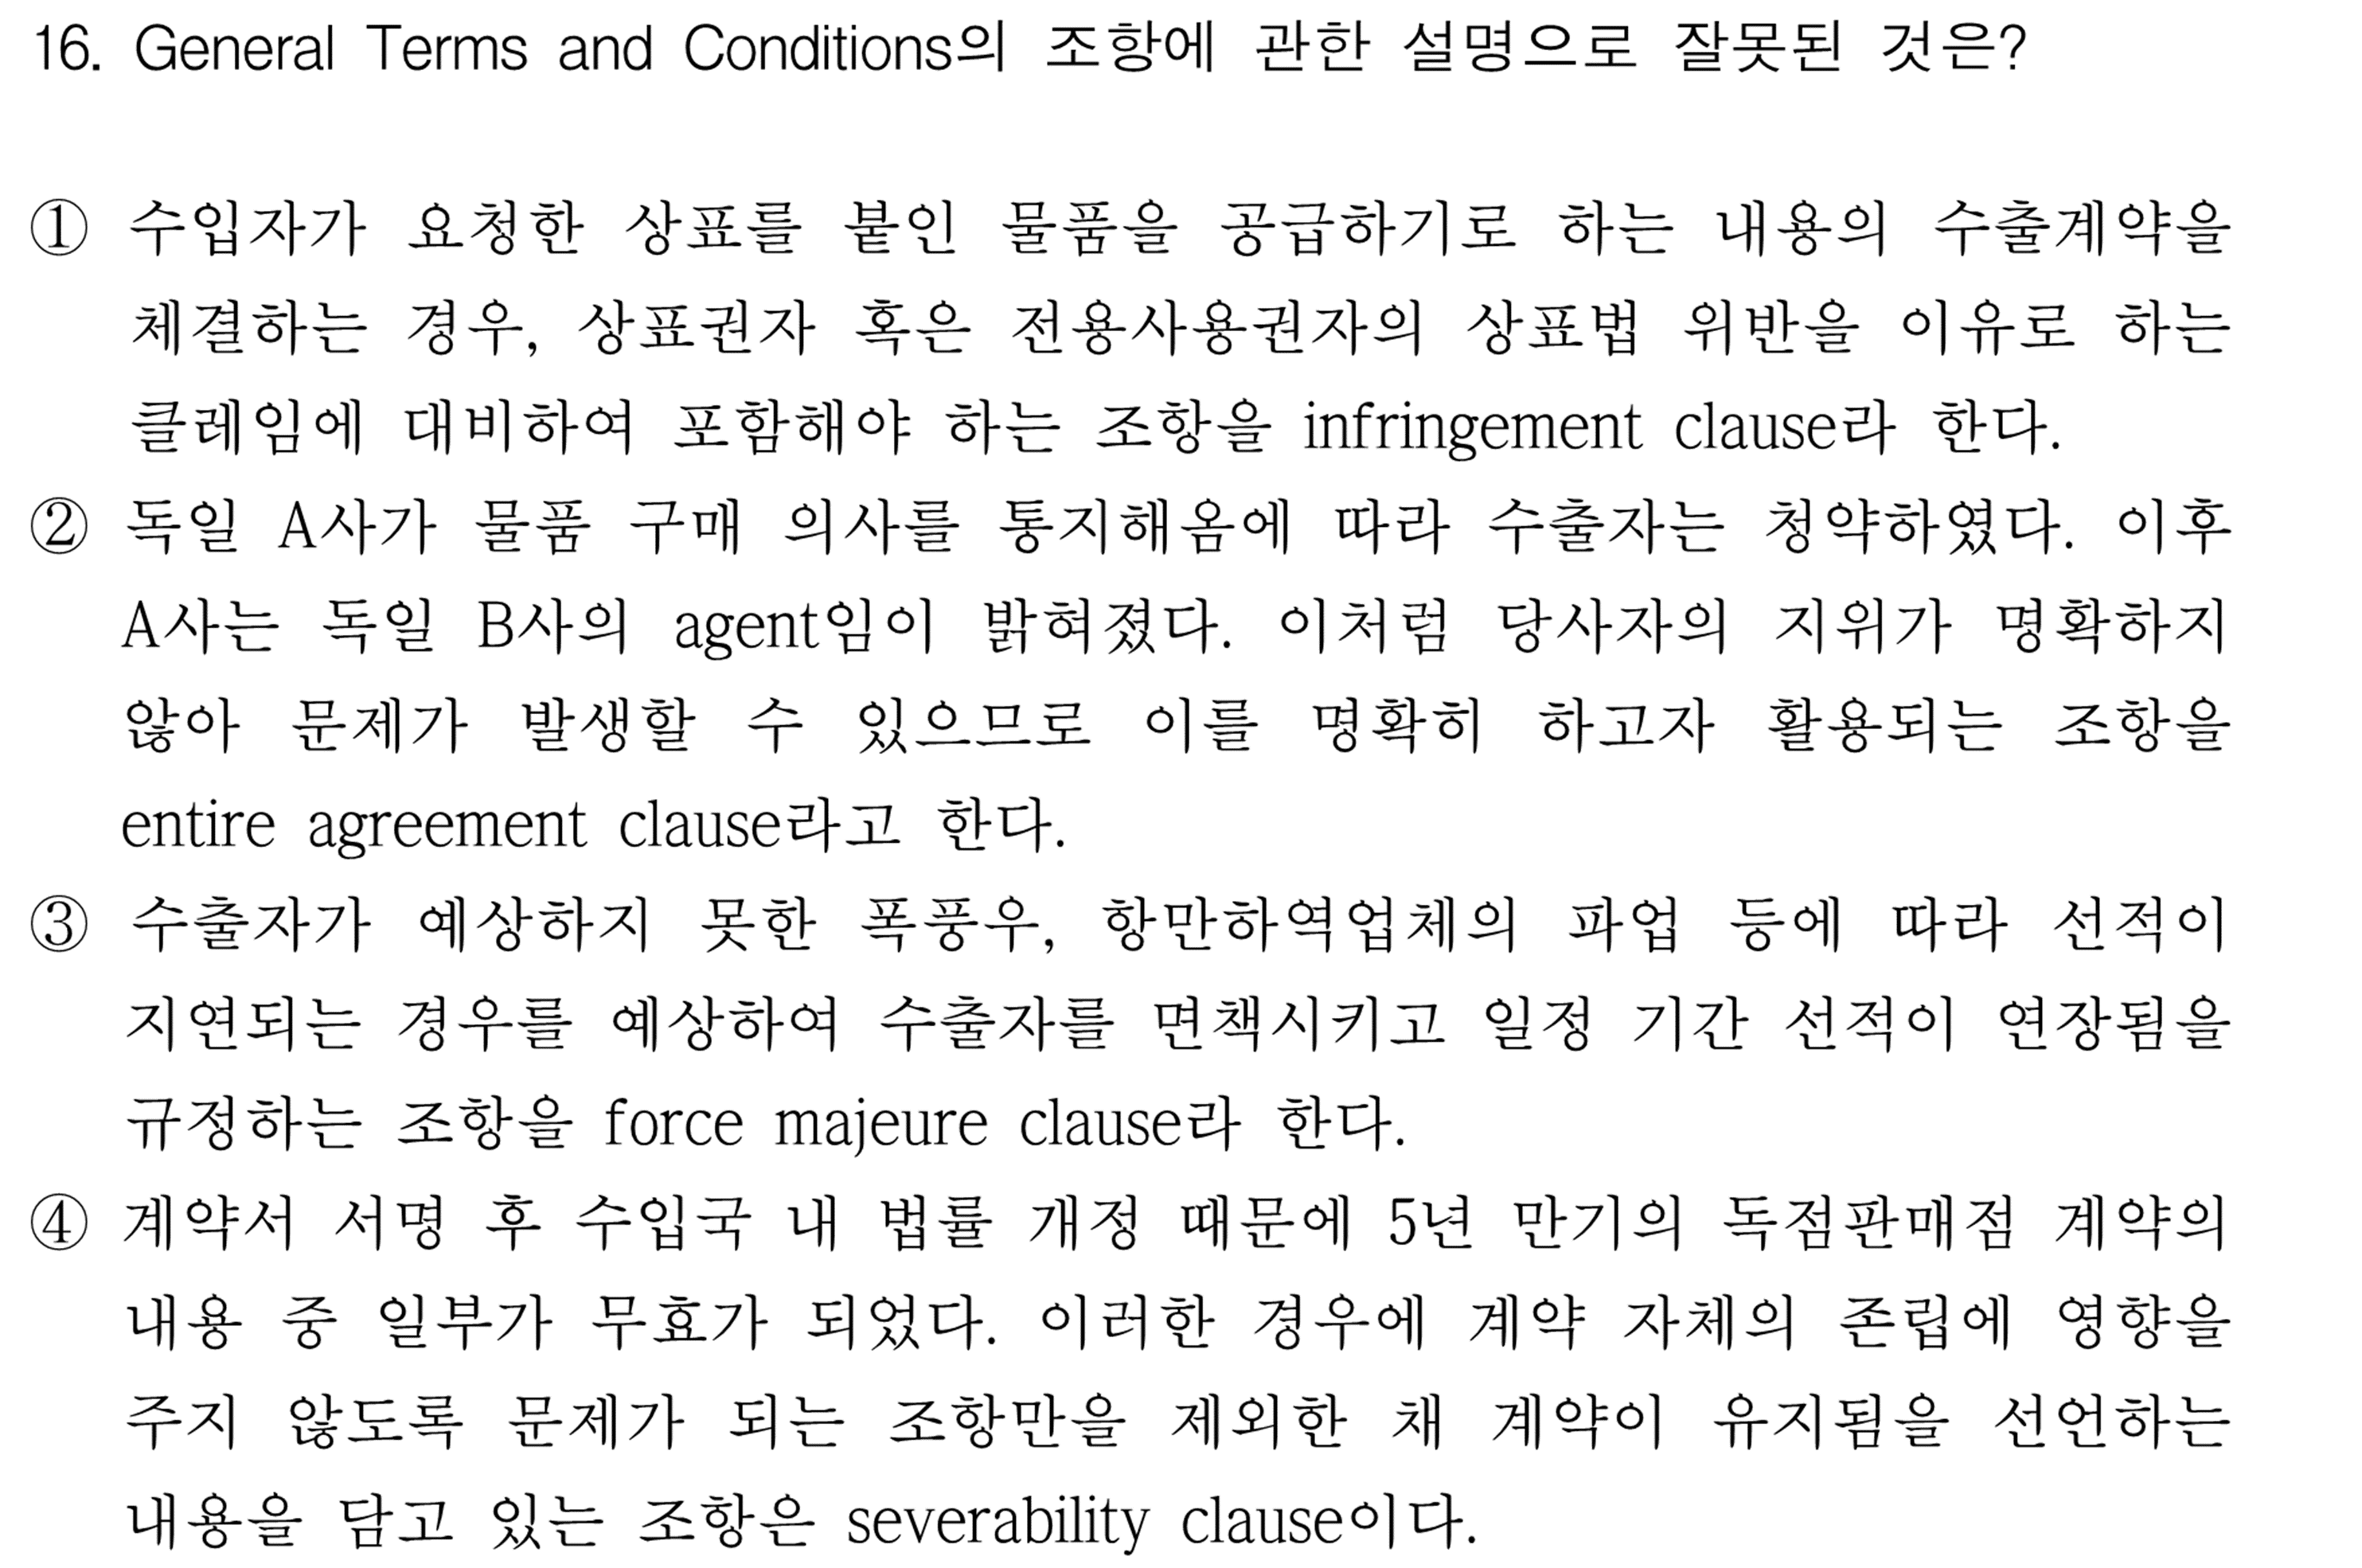 16. General Terms and Conditions의 조항에 관한 설명으로 잘못된 것은?
① 수입자가 요청한 상표를 붙인 물품을 공급하기로 하는 내용의 수출계약을
체결하는 경우, 상표권자 혹은 전용사용권자의 상표법 위반을 이유로 하는
클레임에 대비하여 포함해야 하는 조항을 infringement clause라 한다.
② 독일 A사가 물품 구매 의사를 통지해옴에 따라 수출자는 청약하였다. 이후
A사는 독일 B사의 agent임이 밝혀졌다. 이처럼 당사자의 지위가 명확하지
않아 문제가 발생할 수 있으므로 이를 명확히 하고자 활용되는 조항을
entire agreement clause라고 한다.
③ 수출자가 예상하지 못한 폭풍우, 항만하역업체의 파업 등에 따라 선적이
지연되는 경우를 예상하여 수출자를 면책시키고 일정 기간 선적이 연장됨을
규정하는 조항을 force majeure clause라 한다.
④ 계약서 서명 후 수입국 내 법률 개정 때문에 5년 만기의 독점판매점 계약의
내용 중 일부가 무효가 되었다. 이러한 경우에 계약 자체의 존립에 영향을
주지 않도록 문제가 되는 조항만을 제외한 채 계약이 유지됨을 선언하는
내용을 담고 있는 조항은 severability clause이다.